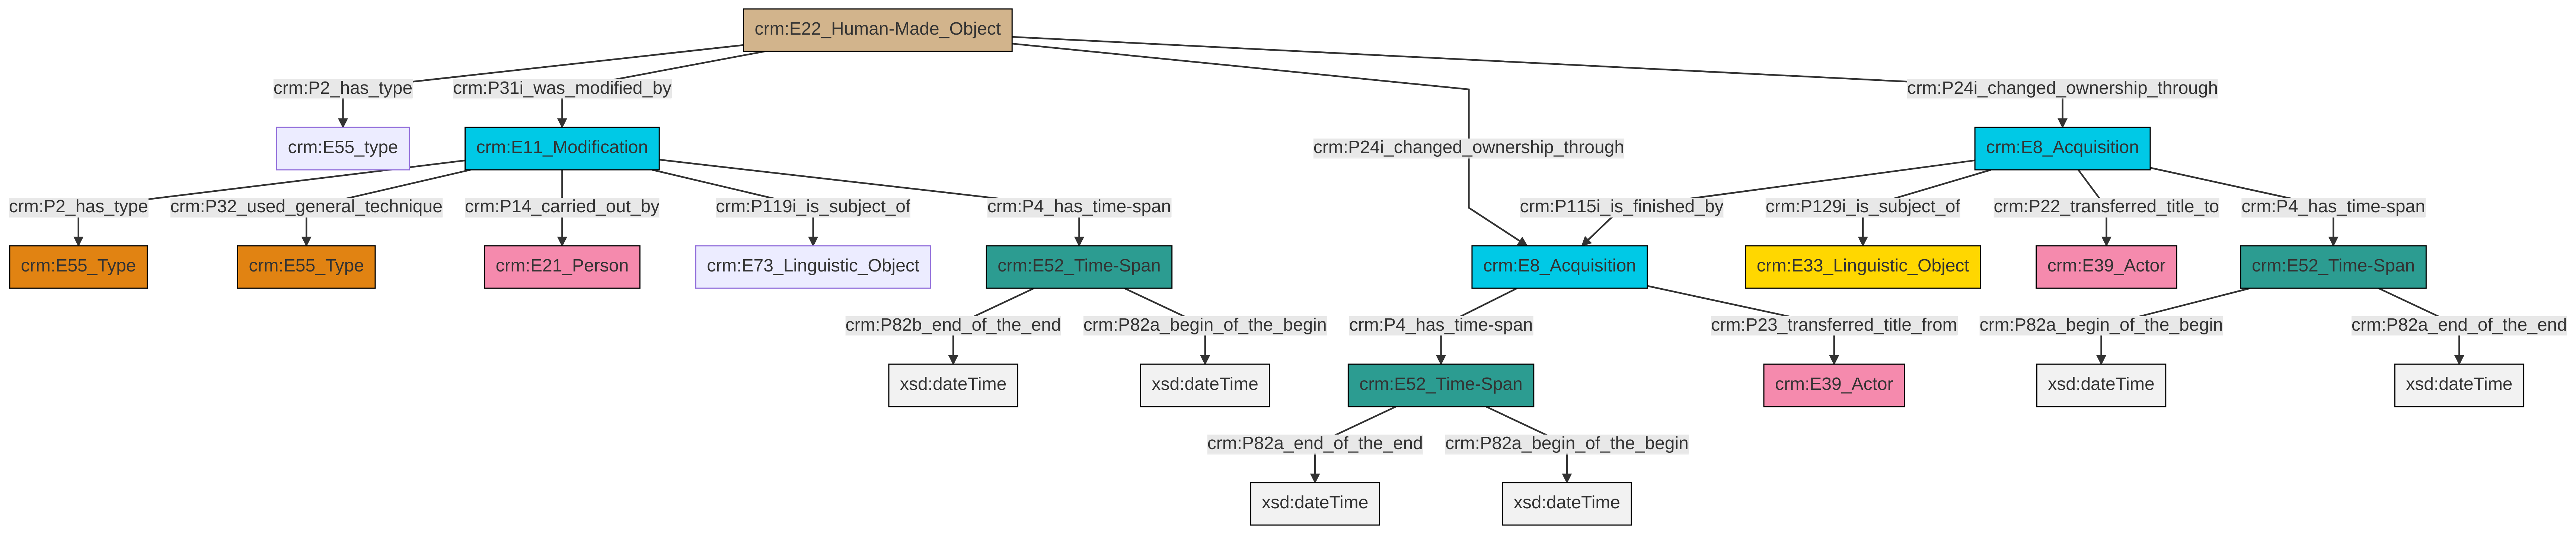 crm:E22_Human-Made_Object
crm:P2_has_type
crm:P31i_was_modified_by
crm:P24i_changed_ownership_through
crm:E55_type
crm:E11_Modification
crm:P24i_changed_ownership_through
crm:E8_Acquisition
crm:P2_has_type
crm:P32_used_general_technique
crm:P14_carried_out_by
crm:P119i_is_subject_of
crm:P4_has_time-span
crm:P115i_is_finished_by
crm:P129i_is_subject_of
crm:P22_transferred_title_to
crm:P4_has_time-span
crm:E55_Type
crm:E55_Type
crm:E21_Person
crm:E73_Linguistic_Object
crm:E52_Time-Span
crm:E8_Acquisition
crm:E33_Linguistic_Object
crm:E39_Actor
crm:E52_Time-Span
crm:P82b_end_of_the_end
crm:P82a_begin_of_the_begin
crm:P4_has_time-span
crm:P23_transferred_title_from
crm:P82a_begin_of_the_begin
crm:P82a_end_of_the_end
xsd:dateTime
xsd:dateTime
crm:E52_Time-Span
crm:E39_Actor
xsd:dateTime
xsd:dateTime
crm:P82a_end_of_the_end
crm:P82a_begin_of_the_begin
xsd:dateTime
xsd:dateTime